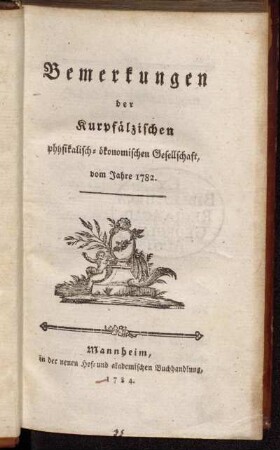 Bemerkungen
der
Kurpfälzischen
physikalisch-ökonomischen Gesellschaft,
vom Jahre 1782.
Mannheim,
in der neuen Hof- und akademischen Buchhandlung,
1784.